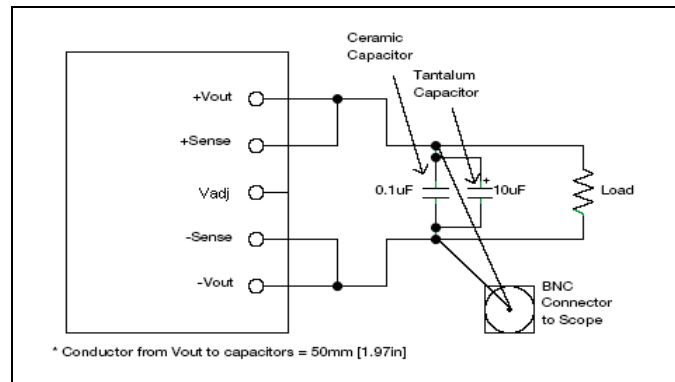 Ceramic
Capacitor
Tantalum
Capacitor
+Vout
+Sense
Vadj
-Sense
-Vout
0.1uF
+
10uF
Load
BNC
Connector
to Scope
* Conductor from Vout to capacitors = 50mm [1.97in]